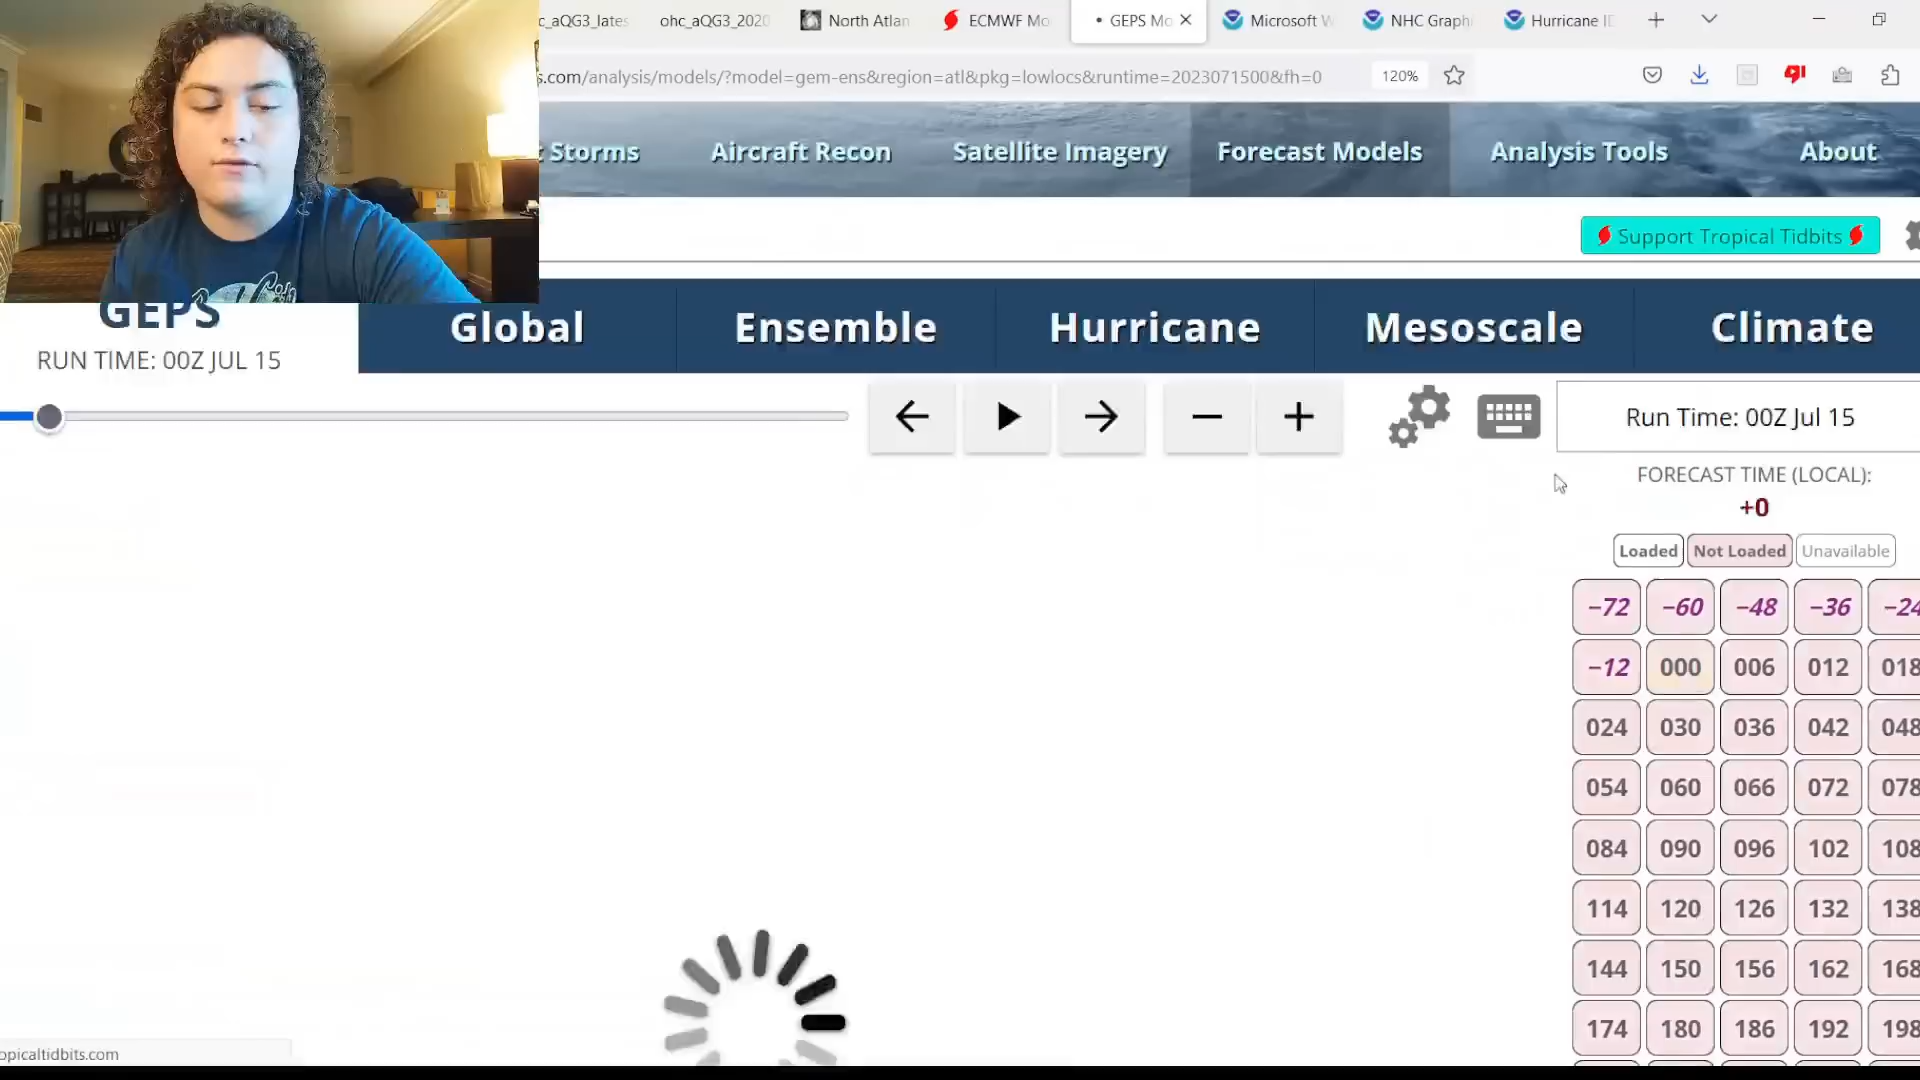 c_aQG3_lates
ohc_aQG3_2020
North Atlan
ECMWF Mo
GEPS Mo
Microsoft W
NHC Graphi
Hurricane ID
s.com/analysis/models/?model=gem-ens&region=atl&pkg=lowlocs&runtime=2023071500&fh=0
120%
t Storms
Aircraft Recon
Satellite Imagery
Forecast Models
Analysis Tools
About
Support Tropical Tidbits
GEPS
RUN TIME: 00Z JUL 15
Global
Ensemble
Hurricane
Mesoscale
Climate
Run Time: 00Z Jul 15
FORECAST TIME (LOCAL):
+0
Loaded Not Loaded Unavailable
−72 −60 −48 −36 −24
−12 000 006 012 018
024 030 036 042 048
054 060 066 072 078
084 090 096 102 108
114 120 126 132 138
144 150 156 162 168
174 180 186 192 198
opicaltidbits.com